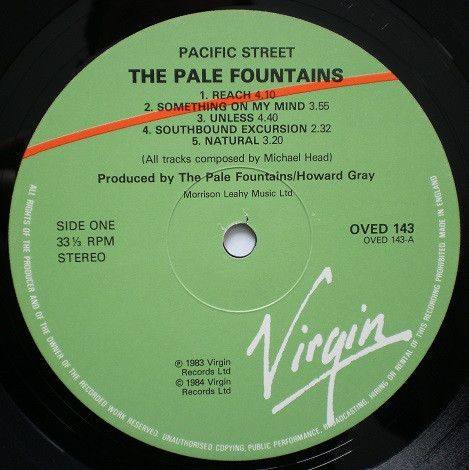 PACIFIC STREET
THE PALE FOUNTAINS
1. REACH 4.10
2. SOMETHING ON MY MIND 3.55
3. UNLESS 4.40
4. SOUTHBOUND EXCURSION 2.32
5. NATURAL 3.20
(All tracks composed by Michael Head)
Produced by The Pale Fountains/Howard Gray
Morrison Leahy Music Ltd
SIDE ONE
33⅓ RPM
STEREO
OVED 143
OVED 143-A
Virgin
℗ 1983 Virgin
Records Ltd
© 1984 Virgin
Records Ltd
ALL RIGHTS OF THE PRODUCER AND OF THE OWNER OF THE RECORDED WORK RESERVED. UNAUTHORISED COPYING, PUBLIC PERFORMANCE, BROADCASTING, HIRING OR RENTAL OF THIS RECORDING PROHIBITED. MADE IN ENGLAND